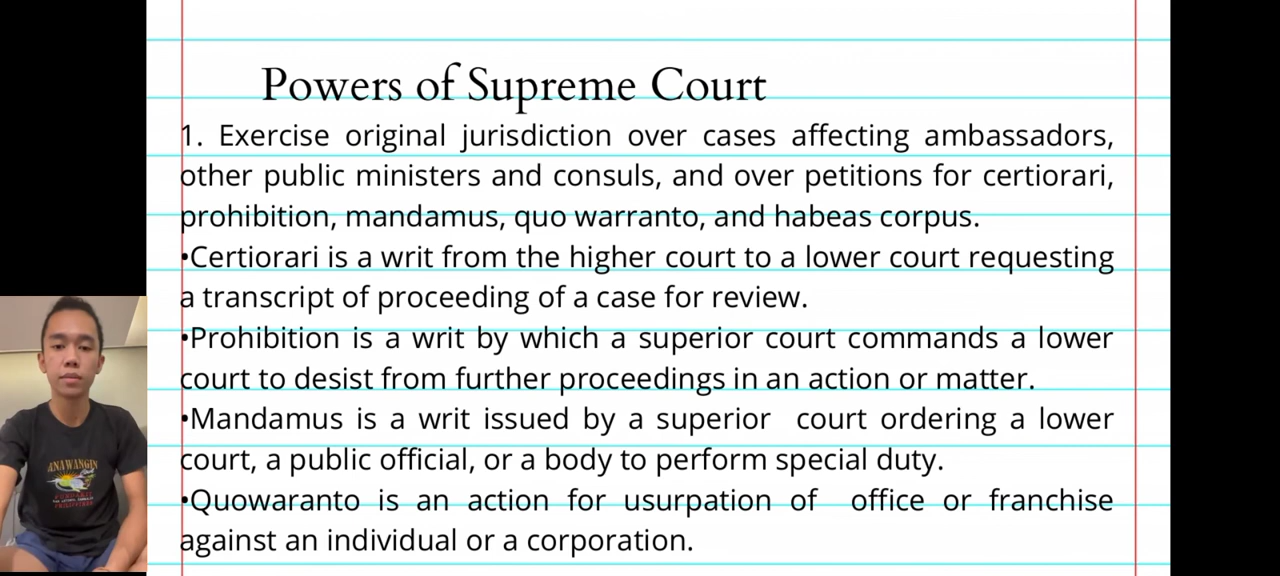 Powers of Supreme Court
1. Exercise original jurisdiction over cases affecting ambassadors,
other public ministers and consuls, and over petitions for certiorari,
prohibition, mandamus, quo warranto, and habeas corpus.
•Certiorari is a writ from the higher court to a lower court requesting
a transcript of proceeding of a case for review.
•Prohibition is a writ by which a superior court commands a lower
court to desist from further proceedings in an action or matter.
•Mandamus is a writ issued by a superior court ordering a lower
court, a public official, or a body to perform special duty.
•Quowaranto is an action for usurpation of office or franchise
against an individual or a corporation.
ANAWANGIN
PHILIPPINES